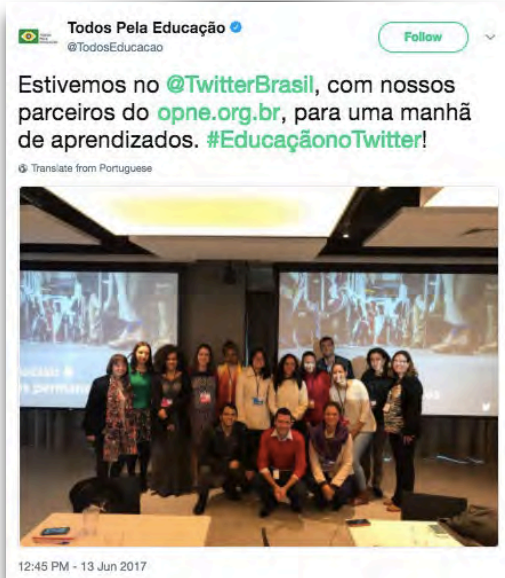 Todos Pela Educação
@TodosEducacao
Follow
Estivemos no @TwitterBrasil, com nossos
parceiros do opne.org.br, para uma manhã
de aprendizados. #EducaçãonoTwitter!
Translate from Portuguese
12:45 PM - 13 Jun 2017